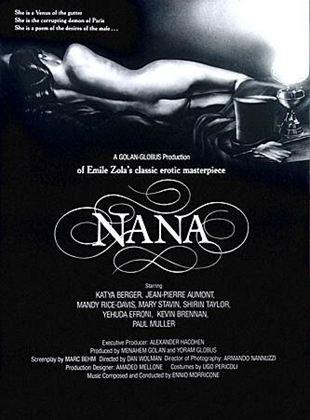 She is a Venus of the gutter
She is the corrupting demon of Paris
She is a poem of the desires of the male...
A GOLAN-GLOBUS Production
of Emile Zola's classic erotic masterpiece
NANA
Starring
KATYA BERGER, JEAN-PIERRE AUMONT,
MANDY RICE-DAVIS, MARY STAVIN, SHIRIN TAYLOR,
YEHUDA EFRONI, KEVIN BRENNAN,
PAUL MULLER
Executive Producer: ALEXANDER HACOHEN
Produced by MENAHEM GOLAN and YORAM GLOBUS
Screenplay by MARC BEHM Directed by DAN WOLMAN Director of Photography ARMANDO NANNUZZI
Production Designer: AMADEO MELLONE Costumes by UGO PERICOLI
Music Composed and Conducted by ENNIO MORRICONE